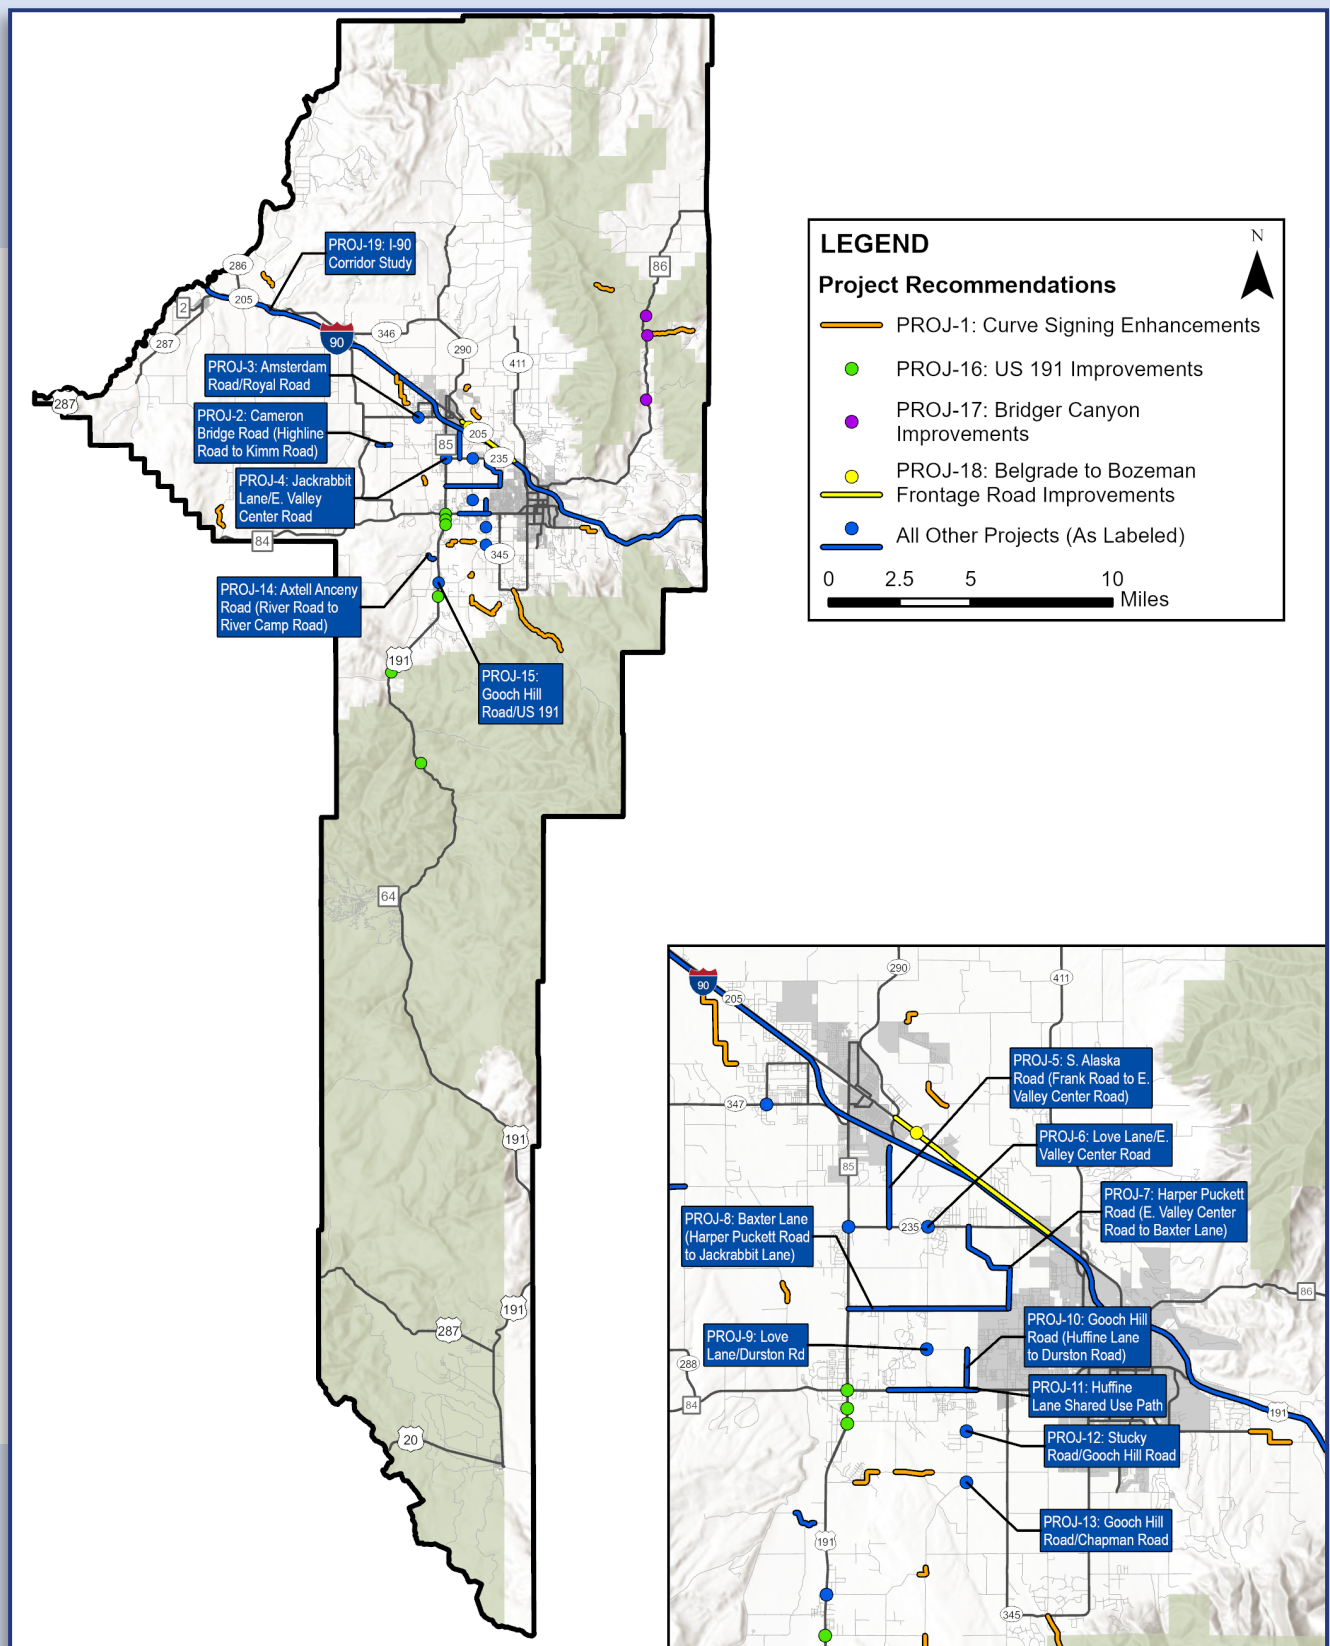 LEGEND
N
Project Recommendations
PROJ-1: Curve Signing Enhancements
PROJ-16: US 191 Improvements
PROJ-17: Bridger Canyon
Improvements
PROJ-18: Belgrade to Bozeman
Frontage Road Improvements
All Other Projects (As Labeled)
0 2.5 5 10
Miles
PROJ-19: I-90
Corridor Study
286
205
2
287
90
346
290
411
86
287
PROJ-3: Amsterdam
Road/Royal Road
PROJ-2: Cameron
Bridge Road (Highline
Road to Kimm Road)
205
85
235
PROJ-4: Jackrabbit
Lane/E. Valley
Center Road
84
345
PROJ-14: Axtell Anceny
Road (River Road to
River Camp Road)
191
PROJ-15:
Gooch Hill
Road/US 191
64
191
191
287
20
90
205
290
411
PROJ-5: S. Alaska
Road (Frank Road to E.
Valley Center Road)
347
PROJ-6: Love Lane/E.
Valley Center Road
85
PROJ-7: Harper Puckett
Road (E. Valley Center
Road to Baxter Lane)
PROJ-8: Baxter Lane
(Harper Puckett Road
to Jackrabbit Lane)
235
86
PROJ-10: Gooch Hill
Road (Huffine Lane
to Durston Road)
PROJ-9: Love
Lane/Durston Rd
288
84
PROJ-11: Huffine
Lane Shared Use Path
191
PROJ-12: Stucky
Road/Gooch Hill Road
PROJ-13: Gooch Hill
Road/Chapman Road
191
345